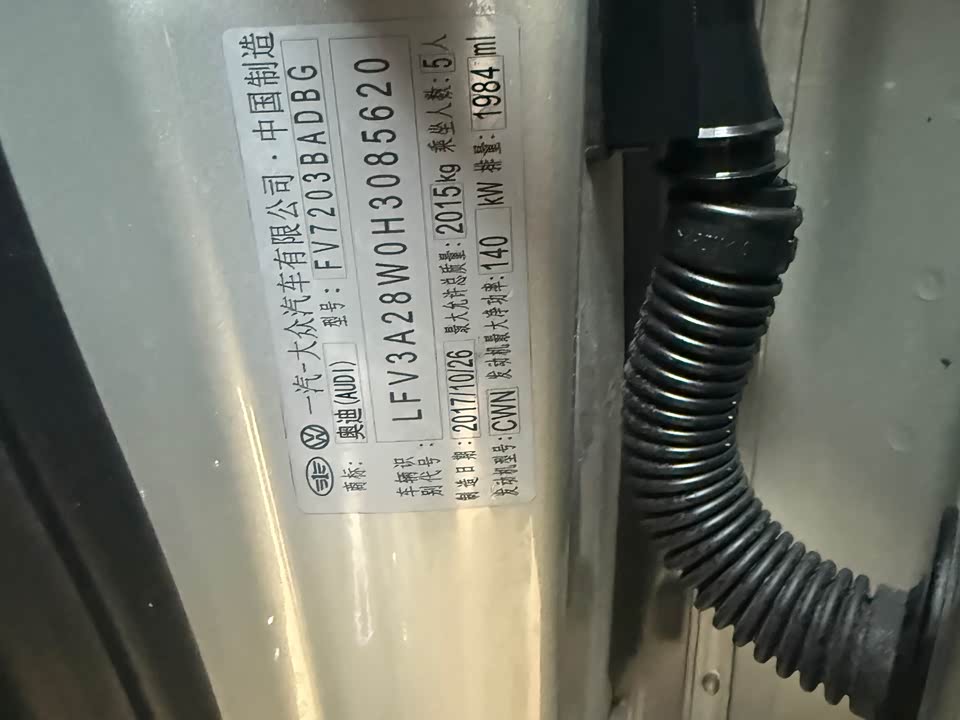 一汽-大众汽车有限公司·中国制造
商标: 奥迪(AUDI) 型号: FV7203BADBG
车辆识别代号: LFV3A28W0H3085620
制造日期: 2017/10/26 最大允许总质量: 2015kg 乘坐人数: 5人
发动机型号: CWN 发动机最大净功率: 140 kW 排量: 1984 ml